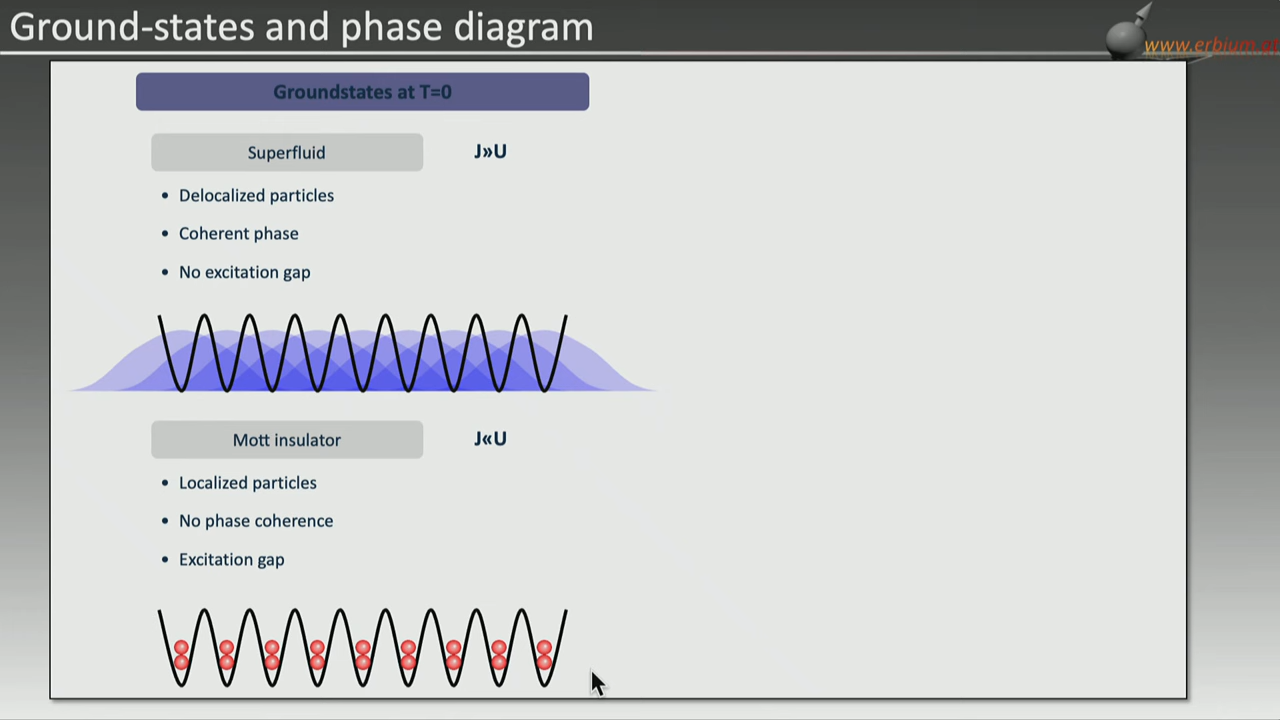 Ground-states and phase diagram
www.erbium.at
Groundstates at T=0
Superfluid
J»U
• Delocalized particles
• Coherent phase
• No excitation gap
Mott insulator
J«U
• Localized particles
• No phase coherence
• Excitation gap